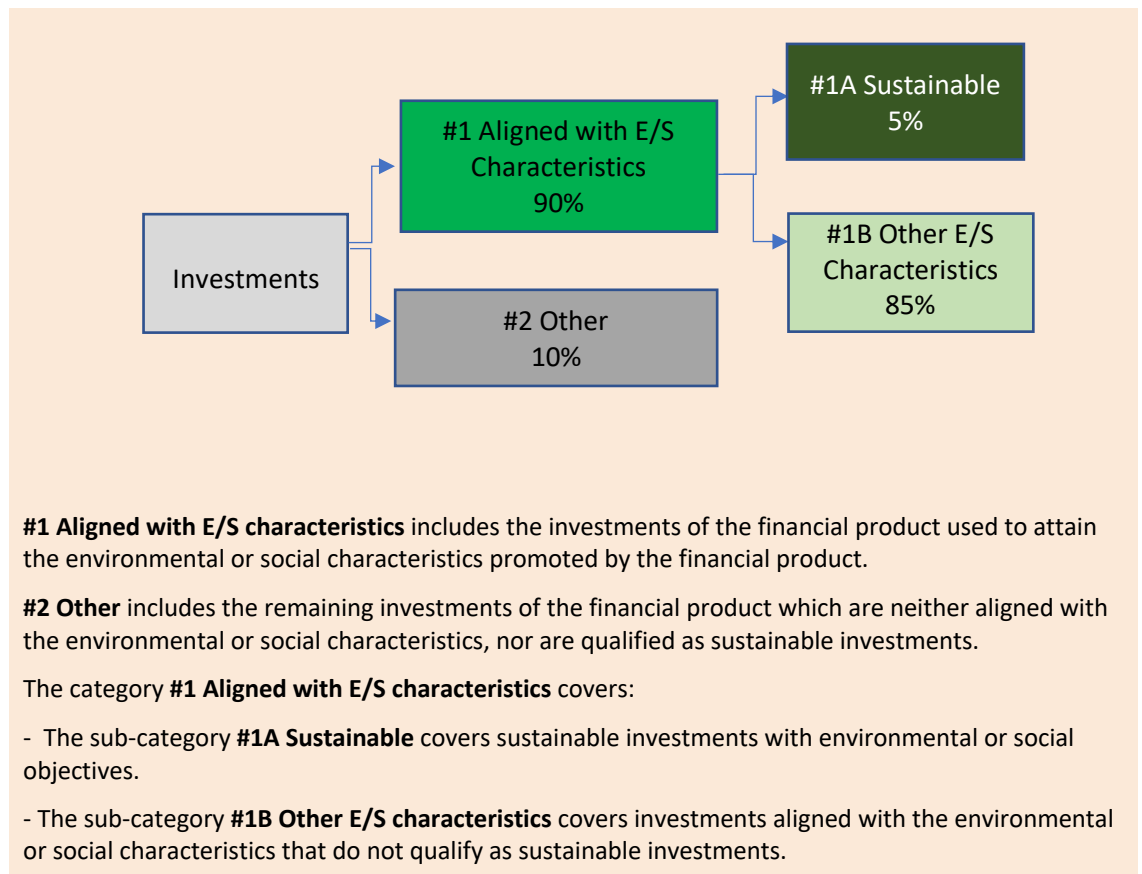 #1A Sustainable
5%
#1 Aligned with E/S
Characteristics
90%
#1B Other E/S
Characteristics
85%
Investments
#2 Other
10%
#1 Aligned with E/S characteristics includes the investments of the financial product used to attain
the environmental or social characteristics promoted by the financial product.
#2 Other includes the remaining investments of the financial product which are neither aligned with
the environmental or social characteristics, nor are qualified as sustainable investments.
The category #1 Aligned with E/S characteristics covers:
- The sub-category #1A Sustainable covers sustainable investments with environmental or social
objectives.
- The sub-category #1B Other E/S characteristics covers investments aligned with the environmental
or social characteristics that do not qualify as sustainable investments.